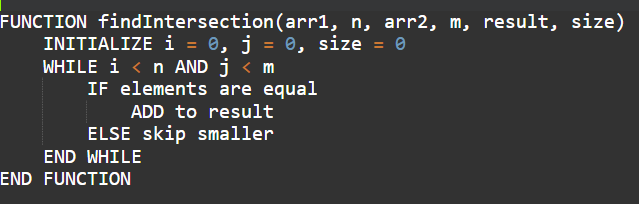 FUNCTION findIntersection(arr1, n, arr2, m, result, size)
    INITIALIZE i = 0, j = 0, size = 0
    WHILE i < n AND j < m
        IF elements are equal
            ADD to result
        ELSE skip smaller
    END WHILE
END FUNCTION